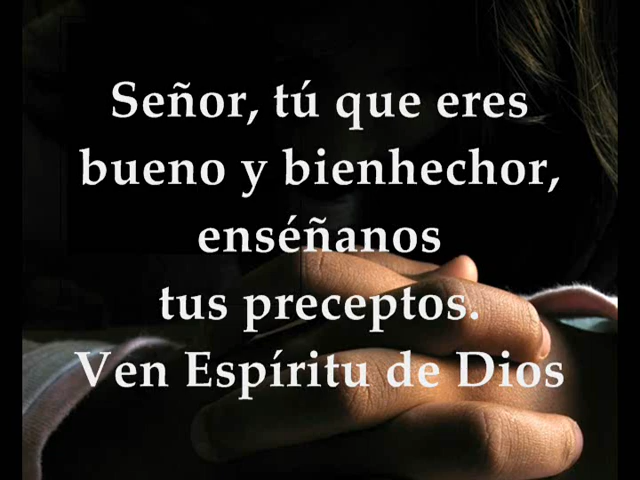 Señor, tú que eres
bueno y bienhechor,
enséñanos
tus preceptos.
Ven Espíritu de Dios